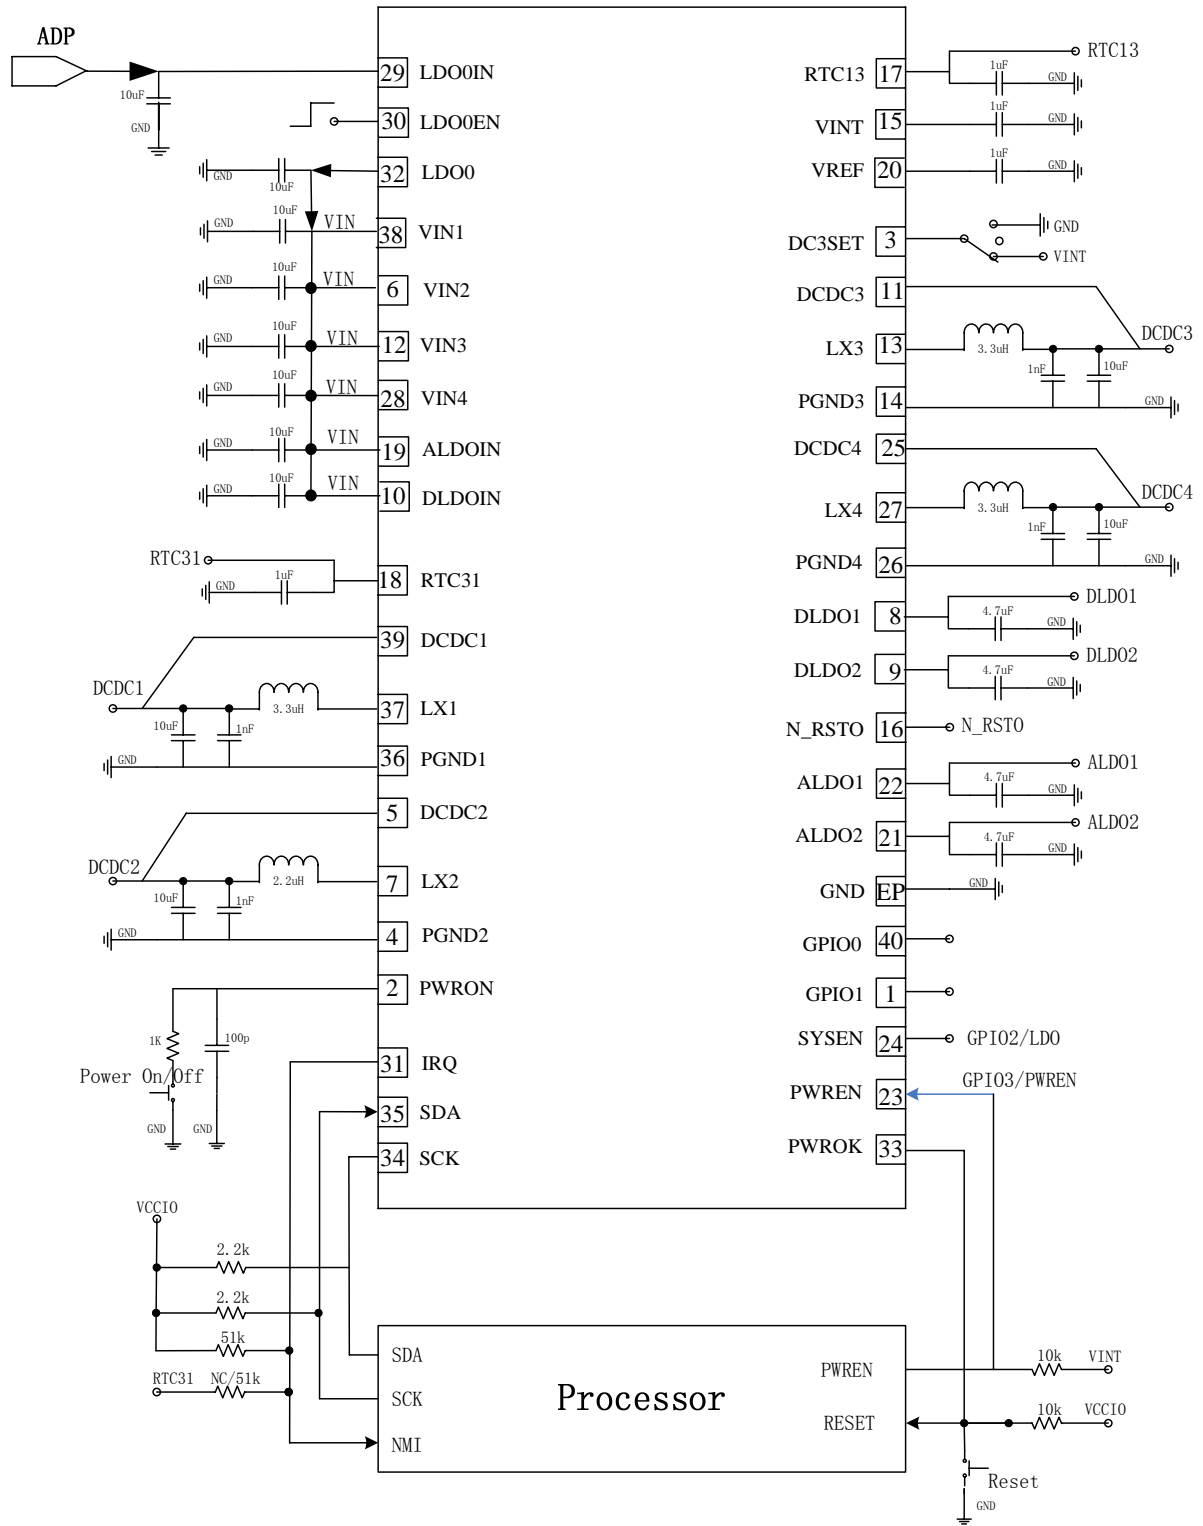 ADP
10uF
GND
29 LDO0IN
30 LDO0EN
GND 10uF 32 LDO0
GND 10uF VIN 38 VIN1
GND 10uF VIN 6 VIN2
GND 10uF VIN 12 VIN3
GND 10uF VIN 28 VIN4
GND 10uF VIN 19 ALDOIN
GND 10uF VIN 10 DLDOIN
RTC31
GND 1uF 18 RTC31
39 DCDC1
DCDC1
3.3uH 37 LX1
10uF 1nF
GND 36 PGND1
5 DCDC2
DCDC2
2.2uH 7 LX2
10uF 1nF
GND 4 PGND2
2 PWRON
1K 100p
Power On/Off
GND GND
31 IRQ
35 SDA
34 SCK
RTC13 17 RTC13
1uF GND
VINT 15 1uF GND
VREF 20 1uF GND
DC3SET 3 GND
VINT
DCDC3 11
DCDC3
LX3 13 3.3uH
1nF 10uF
PGND3 14 GND
DCDC4 25
DCDC4
LX4 27 3.3uH
1nF 10uF
PGND4 26 GND
DLDO1 8 DLDO1
4.7uF GND
DLDO2 9 DLDO2
4.7uF GND
N_RSTO 16 N_RSTO
ALDO1 22 ALDO1
4.7uF GND
ALDO2 21 ALDO2
4.7uF GND
GND EP GND
GPIO0 40
GPIO1 1
SYSEN 24 GPIO2/LDO
GPIO3/PWREN
PWREN 23
PWROK 33
VCCIO
2.2k
2.2k
51k
RTC31 NC/51k
SDA
SCK
NMI
Processor
PWREN
RESET
10k VINT
10k VCCIO
Reset
GND